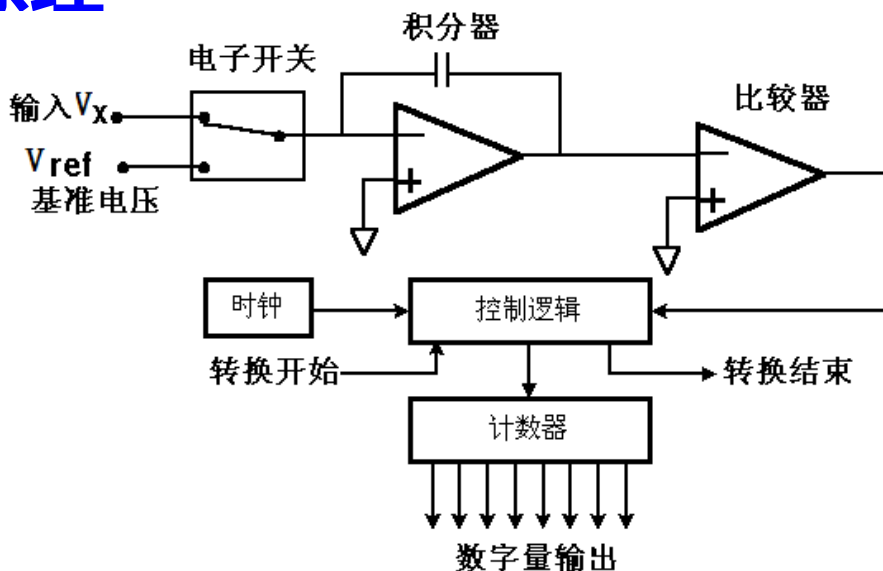 积分器
电子开关
比较器
输入Vx
Vref
基准电压
时钟
控制逻辑
转换开始
转换结束
计数器
数字量输出